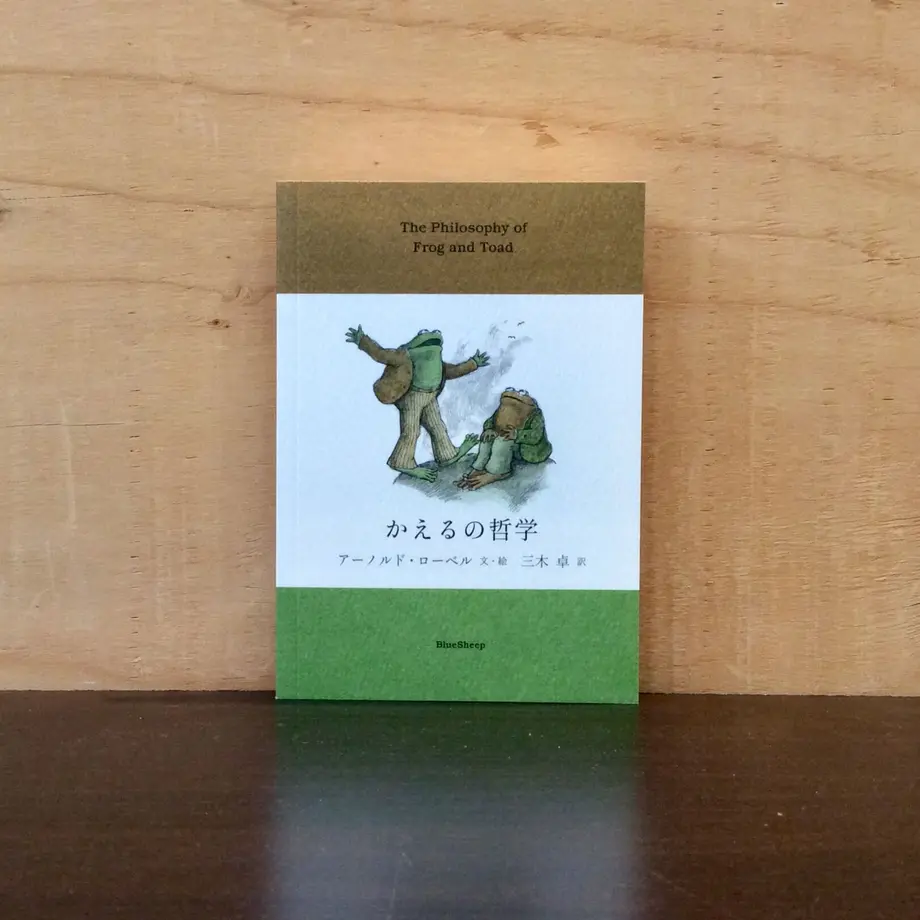 The Philosophy of
Frog and Toad
かえるの哲学
アーノルド・ローベル 文・絵 三木 卓 訳
BlueSheep